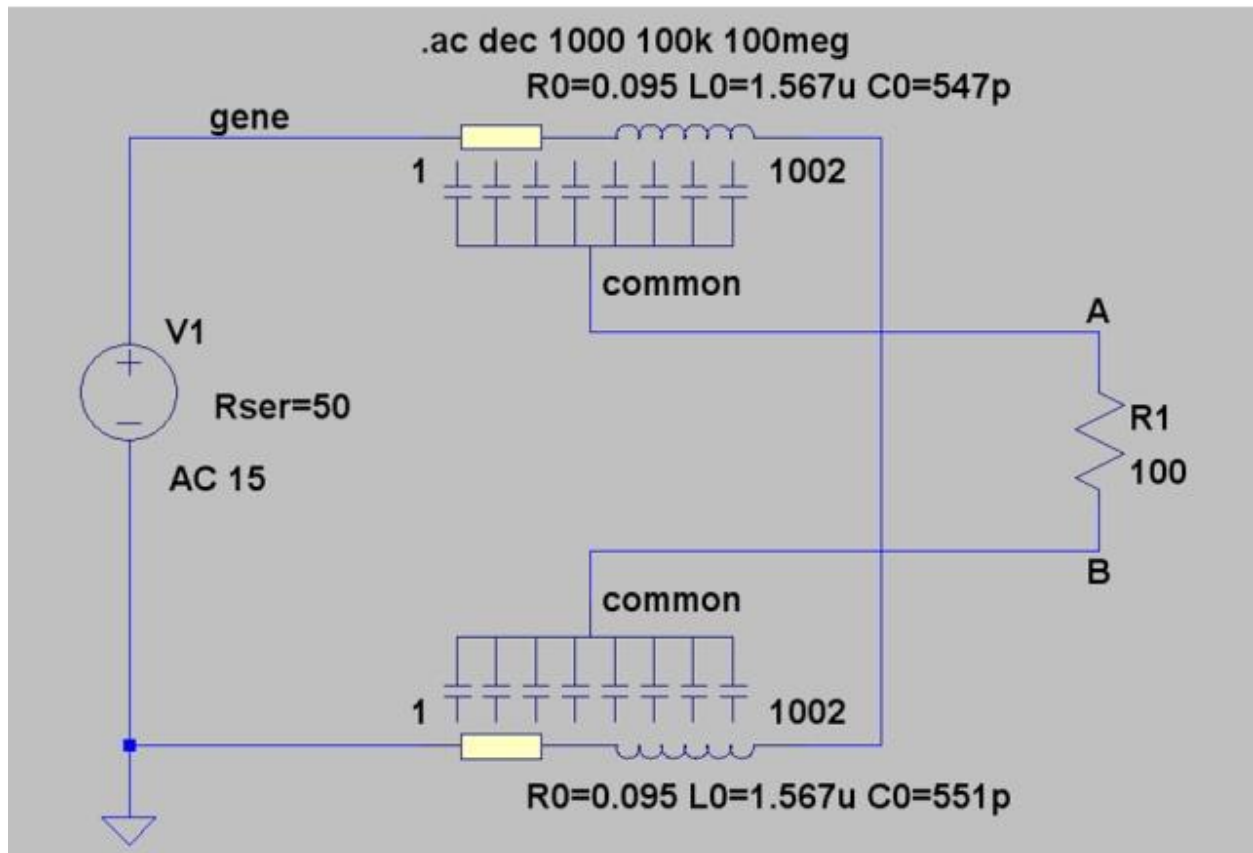 .ac dec 1000 100k 100meg
R0=0.095 L0=1.567u C0=547p
gene
1
1002
common
A
V1
Rser=50
R1
100
AC 15
B
common
1
1002
R0=0.095 L0=1.567u C0=551p